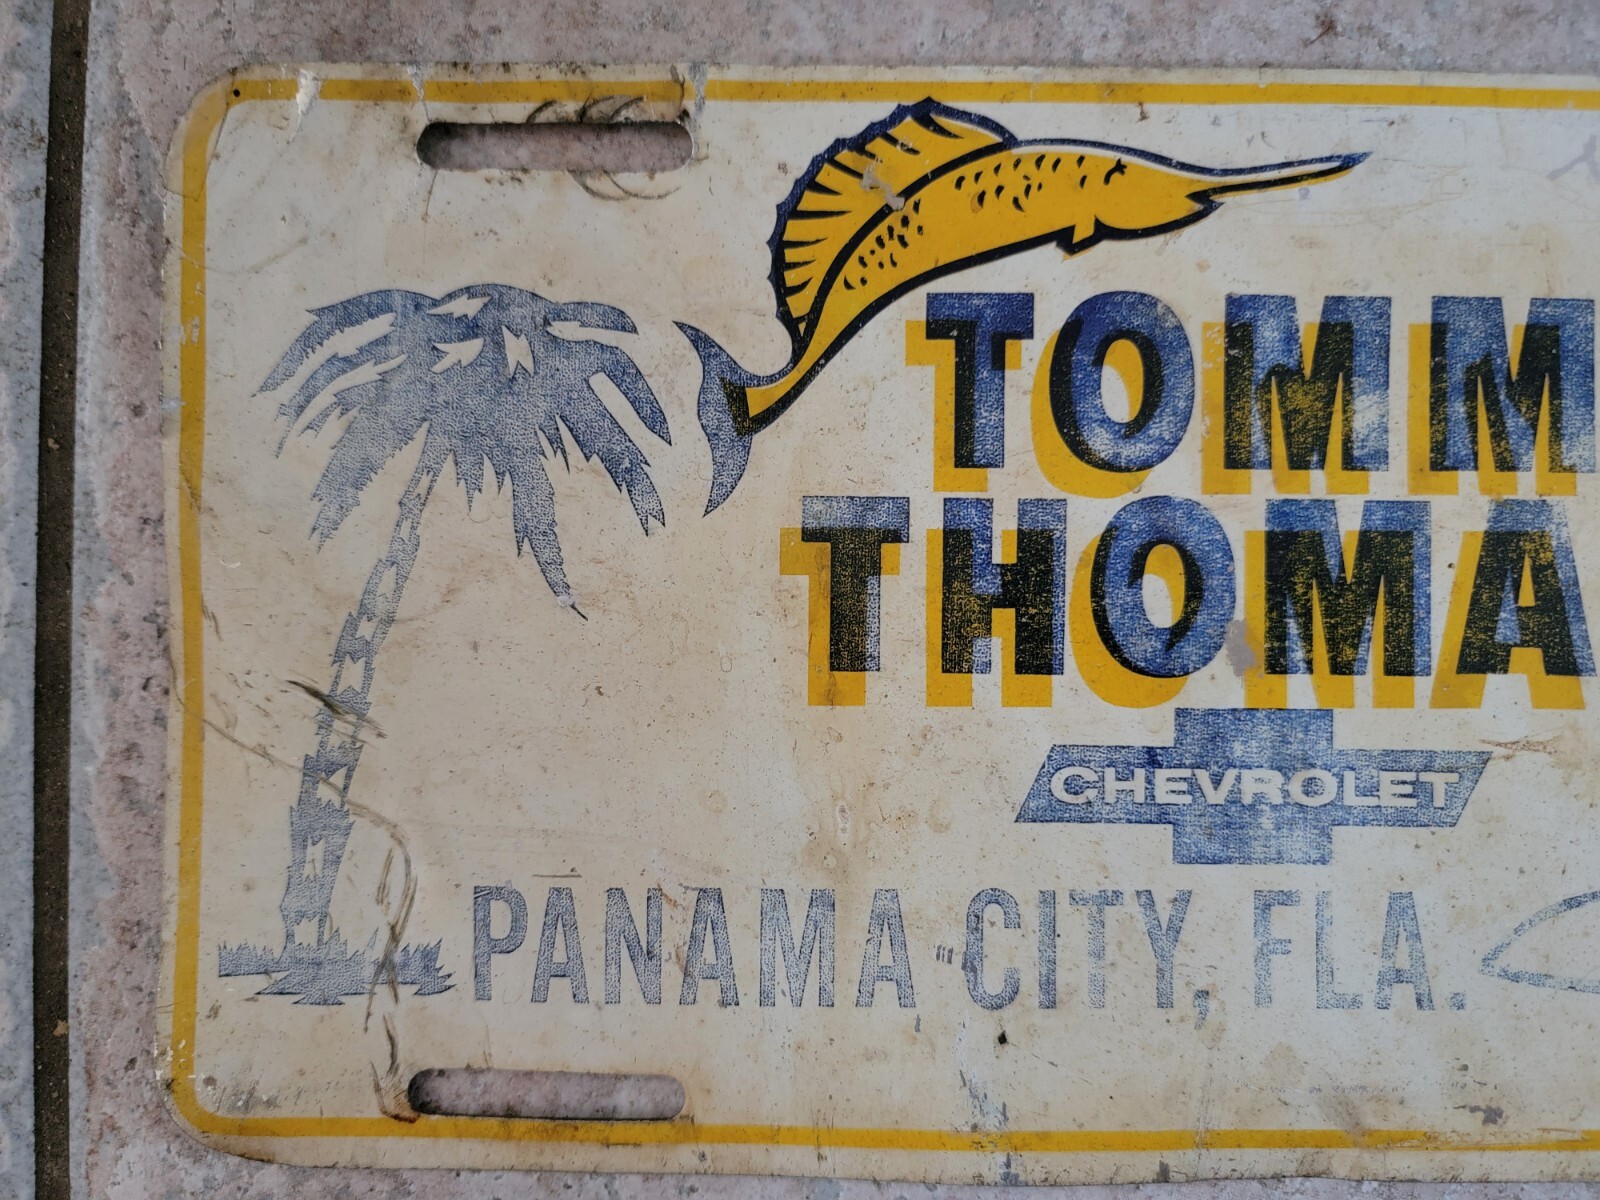 TOMM
THOMA
CHEVROLET
PANAMA CITY, FLA.